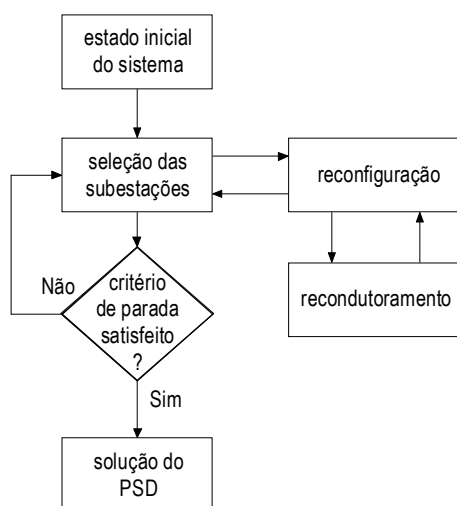 estado inicial
do sistema
seleção das
subestações
reconfiguração
recondutoramento
Não
critério
de parada
satisfeito
?
Sim
solução do
PSD